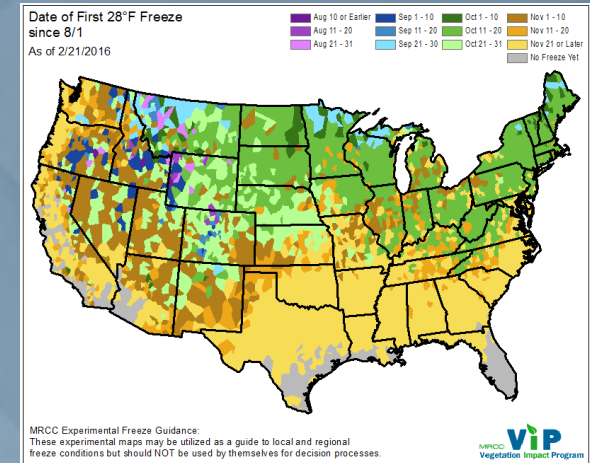 Date of First 28°F Freeze
since 8/1
As of 2/21/2016
Aug 10 or Earlier
Aug 11 - 20
Aug 21 - 31
Sep 1 - 10
Sep 11 - 20
Sep 21 - 30
Oct 1 - 10
Oct 11 - 20
Oct 21 - 31
Nov 1 - 10
Nov 11 - 20
Nov 21 or Later
No Freeze Yet
MRCC Experimental Freeze Guidance:
These experimental maps may be utilized as a guide to local and regional
freeze conditions but should NOT be used by themselves for decision processes.
MRCC ViP
Vegetation Impact Program